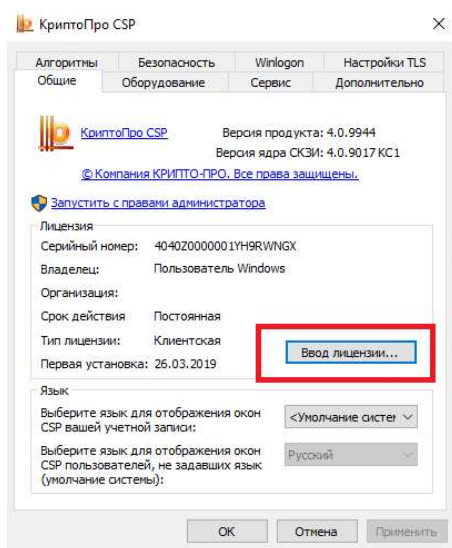 КриптоПро CSP
Алгоритмы Безопасность Winlogon Настройки TLS
Общие Оборудование Сервис Дополнительно
КриптоПро CSP Версия продукта: 4.0.9944
Версия ядра СКЗИ: 4.0.9017 КС1
© Компания КРИПТО-ПРО. Все права защищены.
Запустить с правами администратора
Лицензия
Серийный номер: 4040Z0000001YH9RWNGX
Владелец: Пользователь Windows
Организация:
Срок действия Постоянная
Тип лицензии: Клиентская
Ввод лицензии...
Первая установка: 26.03.2019
Язык
Выберите язык для отображения окон
CSP вашей учетной записи:
<Умолчание систем
Выберите язык для отображения окон
CSP пользователей, не задавших язык
(умолчание системы):
Русский
ОК Отмена Применить